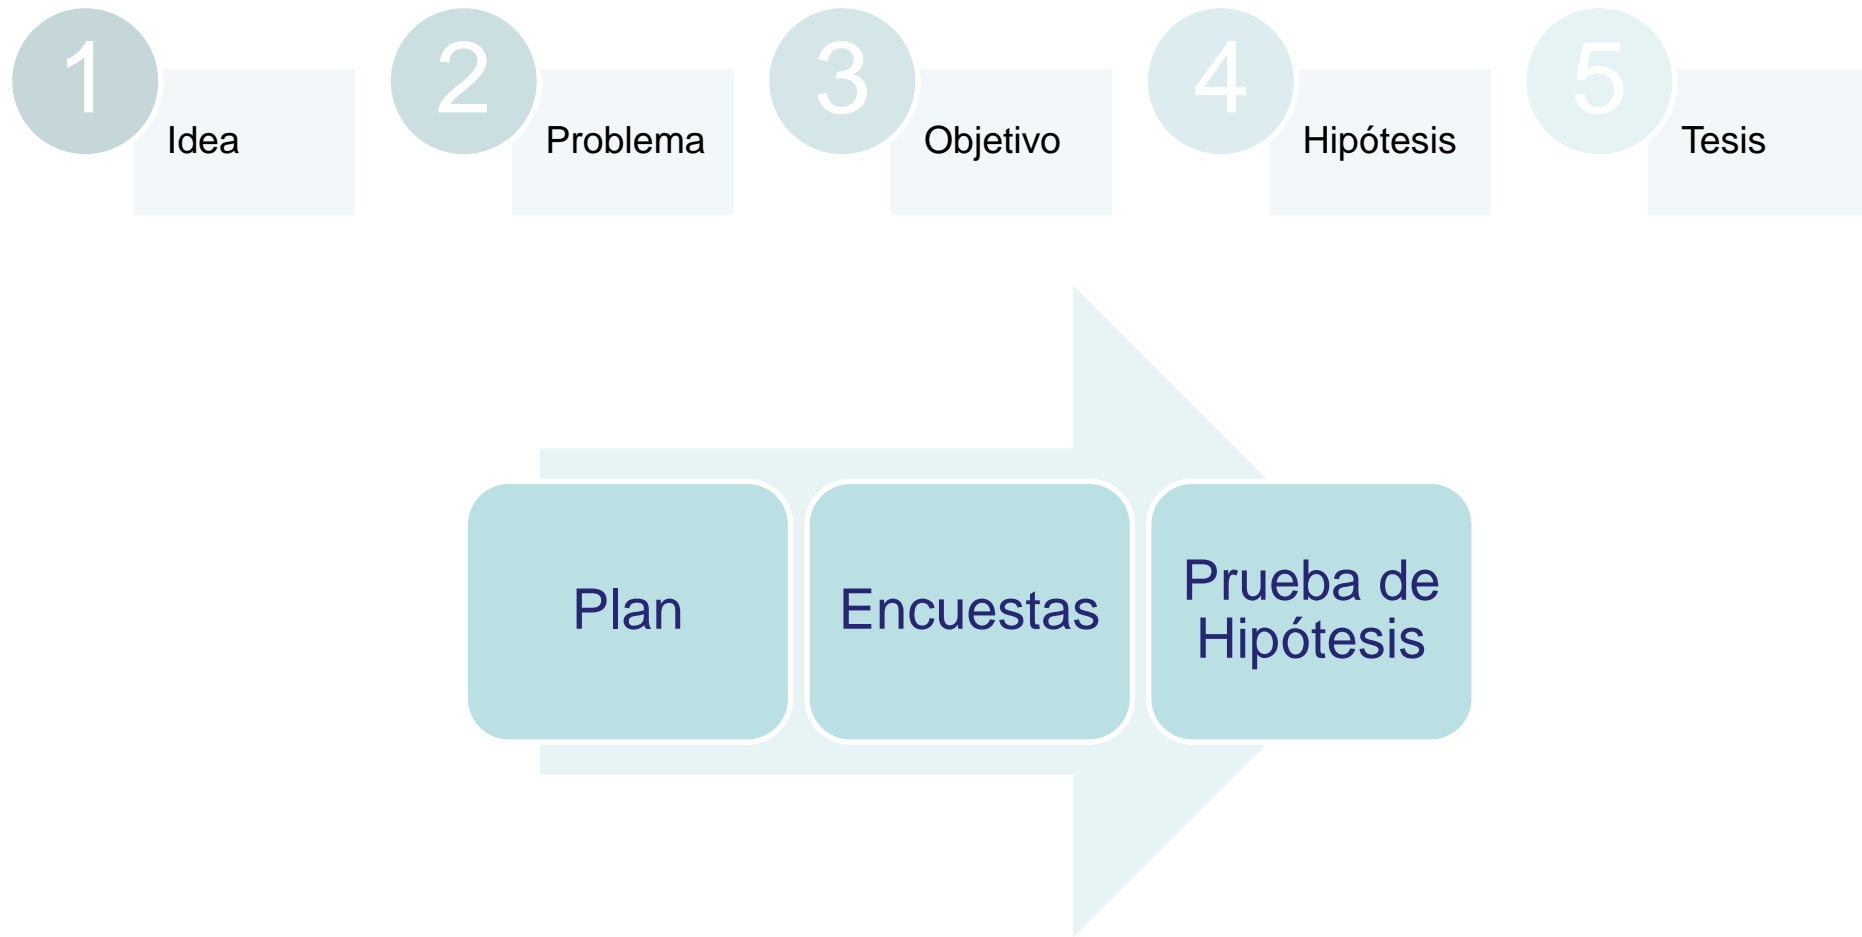 1
Idea
2
Problema
3
Objetivo
4
Hipótesis
5
Tesis
Plan
Encuestas
Prueba de
Hipótesis